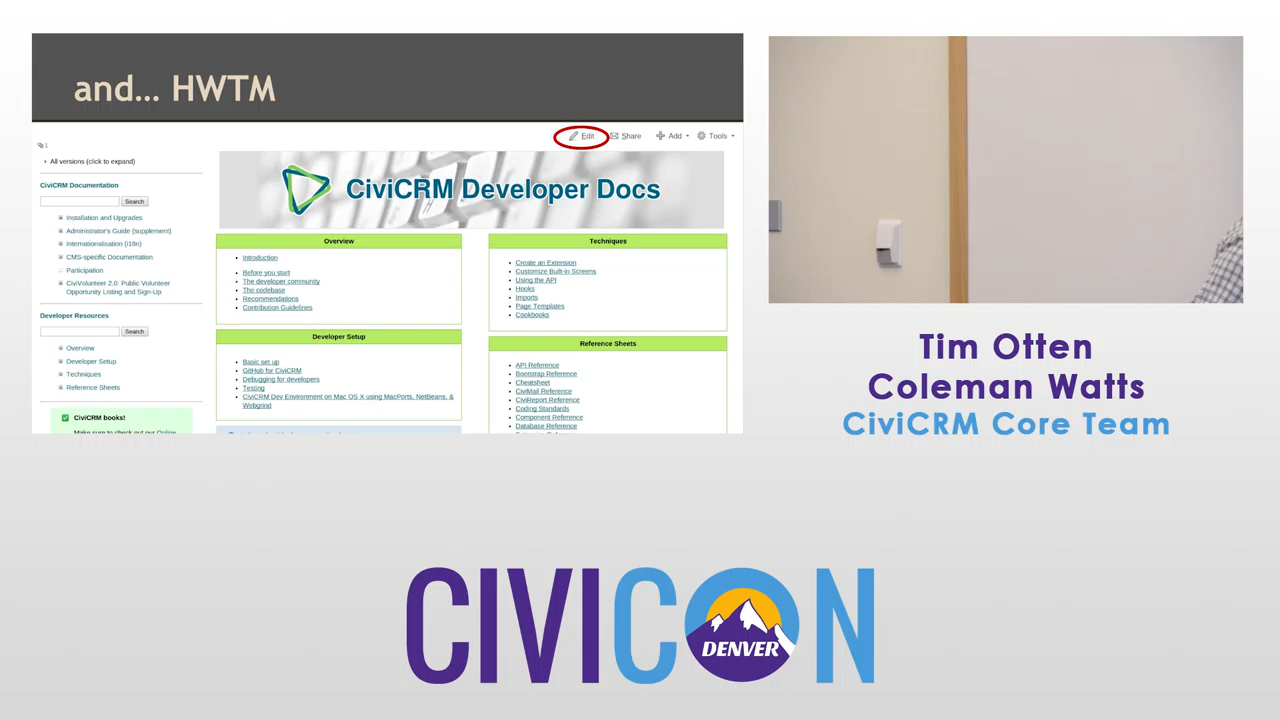 and... HWTM
Edit
Share
Add
Tools
1
All versions (click to expand)
CiviCRM Documentation
Search
Installation and Upgrades
Administrator's Guide (supplement)
Internationalisation (i18n)
CMS-specific Documentation
Participation
CiviVolunteer 2.0: Public Volunteer
Opportunity Listing and Sign-Up
Developer Resources
Search
Overview
Developer Setup
Techniques
Reference Sheets
CiviCRM books!
Make sure to check out our Online
CiviCRM Developer Docs
Overview
Introduction
Before you start
The developer community
The codebase
Recommendations
Contribution Guidelines
Developer Setup
Basic set up
GitHub for CiviCRM
Debugging for developers
Testing
CiviCRM Dev Environment on Mac OS X using MacPorts, NetBeans, &
Webgrind
Techniques
Create an Extension
Customize Built-in Screens
Using the API
Hooks
Imports
Page Templates
Cookbooks
Reference Sheets
API Reference
Bootstrap Reference
Cheatsheet
CiviMail Reference
CiviReport Reference
Coding Standards
Component Reference
Database Reference
Tim Otten
Coleman Watts
CiviCRM Core Team
CIVICON
DENVER